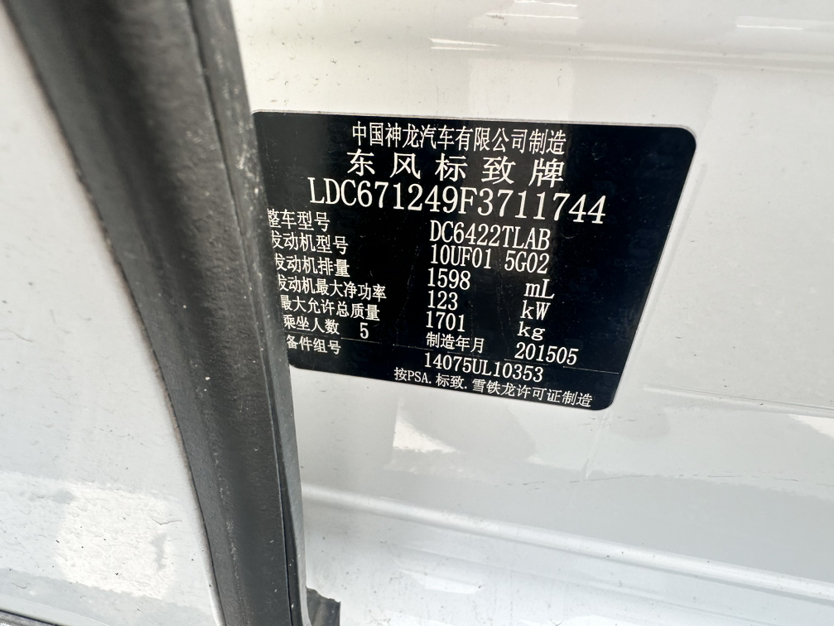 中国神龙汽车有限公司制造
东风标致牌
LDC671249F3711744
整车型号 DC6422TLAB
发动机型号 10UF01 5G02
发动机排量 1598 mL
发动机最大净功率 123 kW
最大允许总质量 1701 kg
乘坐人数 5 制造年月 201505
备件组号 14075UL10353
按PSA.标致.雪铁龙许可证制造